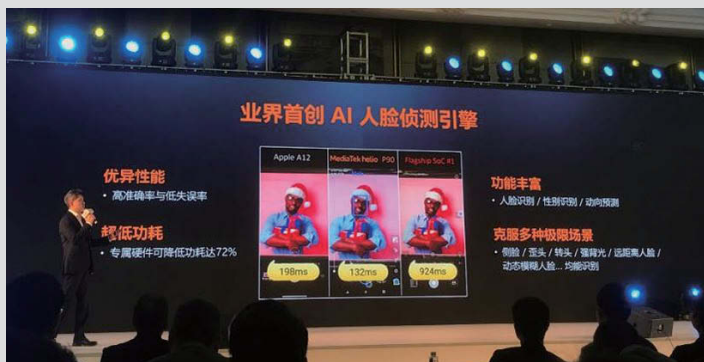 业界首创 AI 人脸侦测引擎
优异性能
• 高准确率与低失误率
超低功耗
• 专属硬件可降低功耗达72%
Apple A12
MediaTek helio P90
Flagship SoC #1
198ms
132ms
924ms
功能丰富
• 人脸识别 / 性别识别 / 动向预测
克服多种极限场景
• 侧脸 / 歪头 / 转头 / 强背光 / 远距离人脸 /
动态模糊人脸... 均能识别